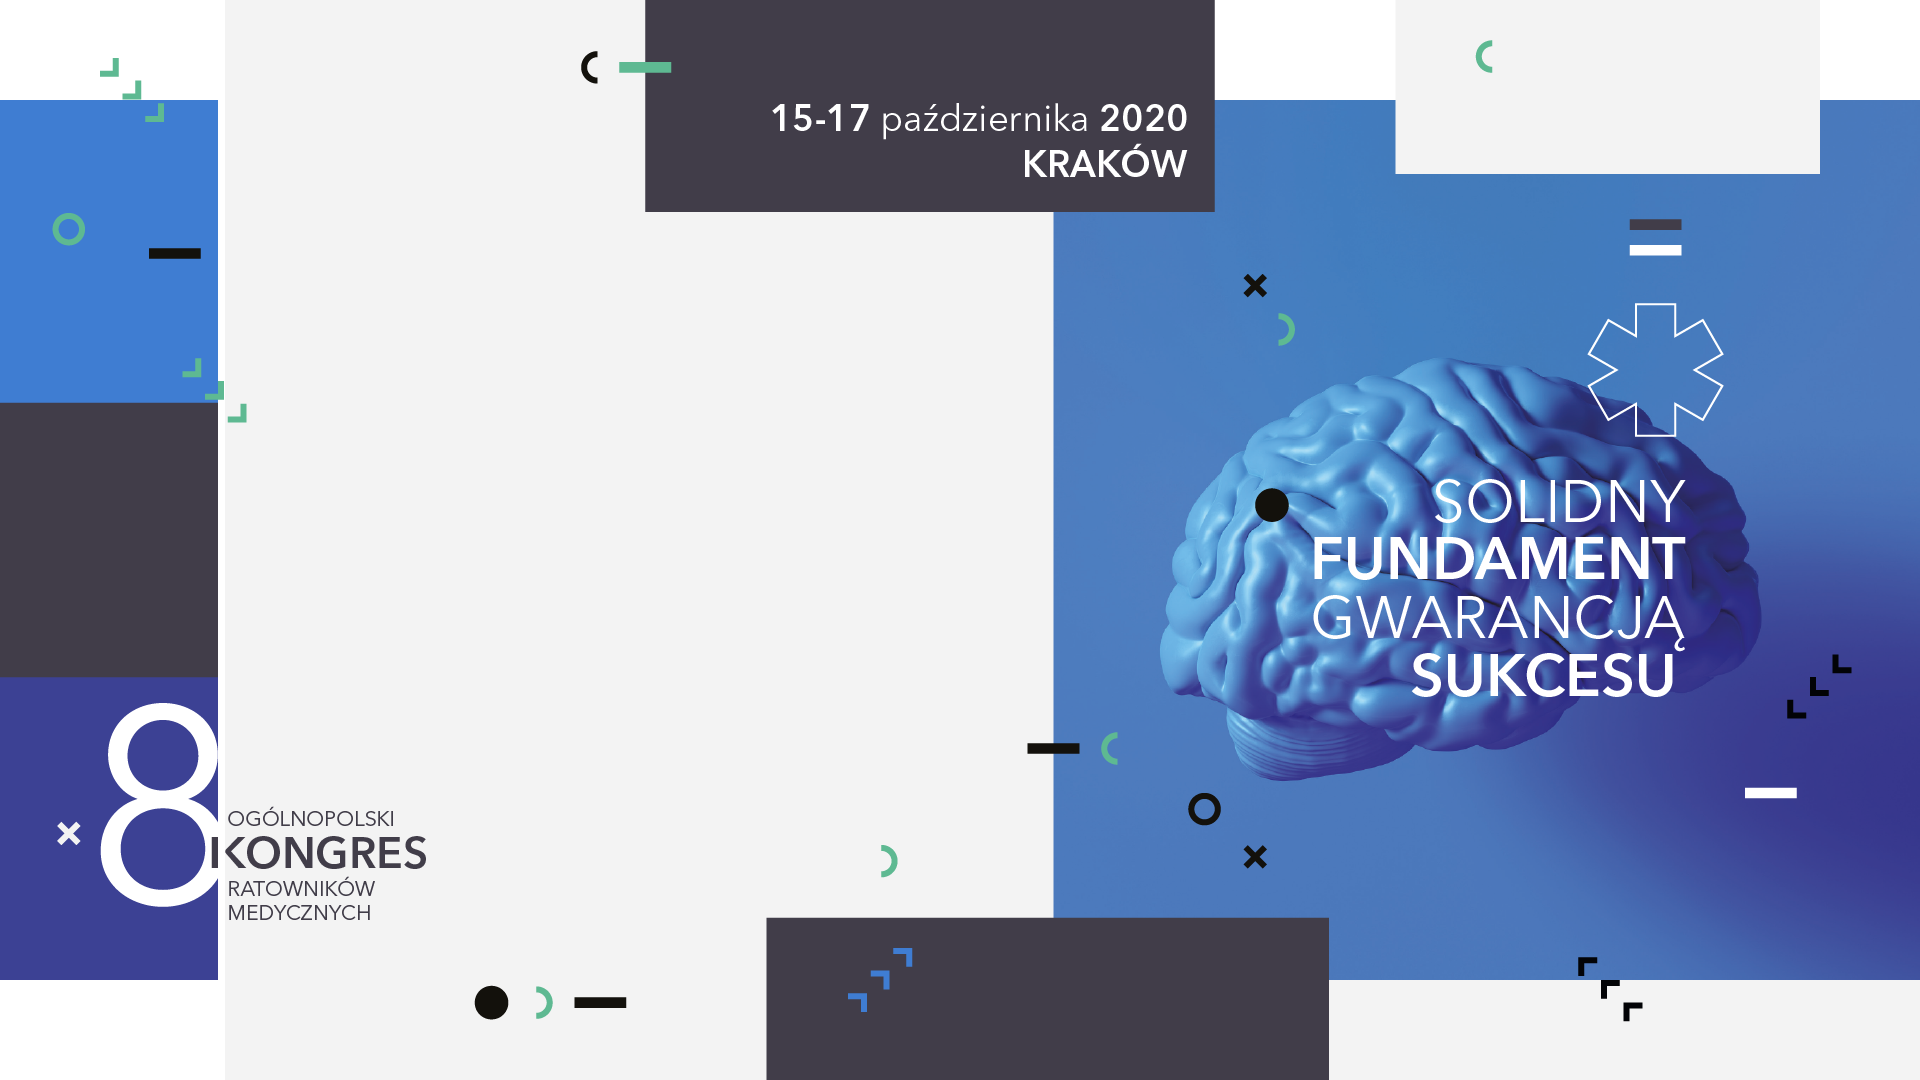 15-17 października 2020
KRAKÓW
SOLIDNY
FUNDAMENT
GWARANCJĄ
SUKCESU
8
OGÓLNOPOLSKI
KONGRES
RATOWNIKÓW
MEDYCZNYCH